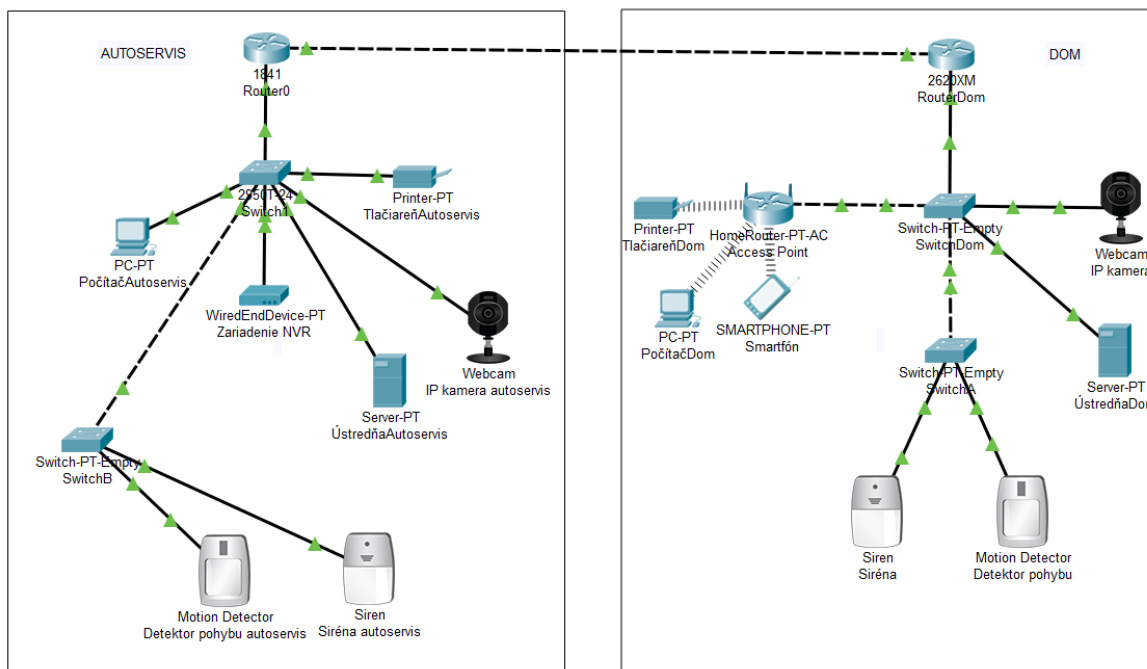 AUTOSERVIS
1841
Router0
2950T-24
Switch1
Printer-PT
TlačiareňAutoservis
PC-PT
PočítačAutoservis
WiredEndDevice-PT
Zariadenie NVR
Webcam
IP kamera autoservis
Server-PT
ÚstredňaAutoservis
Switch-PT-Empty
SwitchB
Motion Detector
Detektor pohybu autoservis
Siren
Siréna autoservis
DOM
2620XM
RouterDom
Printer-PT
TlačiareňDom
HomeRouter-PT-AC
Access Point
Switch-PT-Empty
SwitchDom
Webcam
IP kamera
PC-PT
PočítačDom
SMARTPHONE-PT
Smartfón
Switch-PT-Empty
SwitchA
Server-PT
ÚstredňaDom
Siren
Siréna
Motion Detector
Detektor pohybu